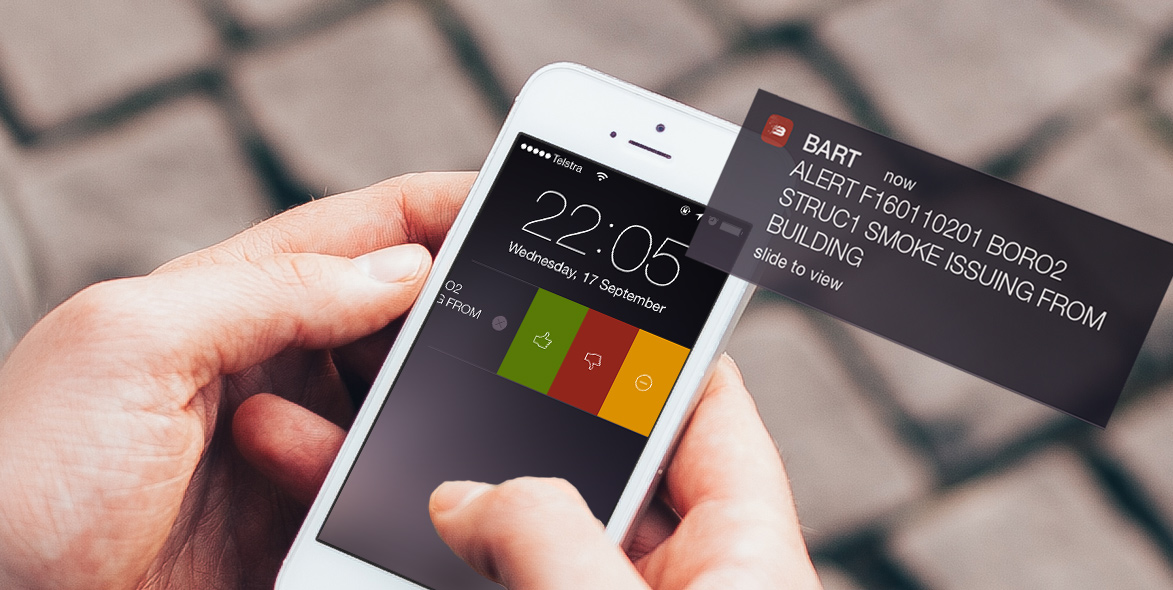 Telstra
22:05
Wednesday, 17 September
O2
G FROM
BART now
ALERT F160110201 BORO2
STRUC1 SMOKE ISSUING FROM
BUILDING
slide to view